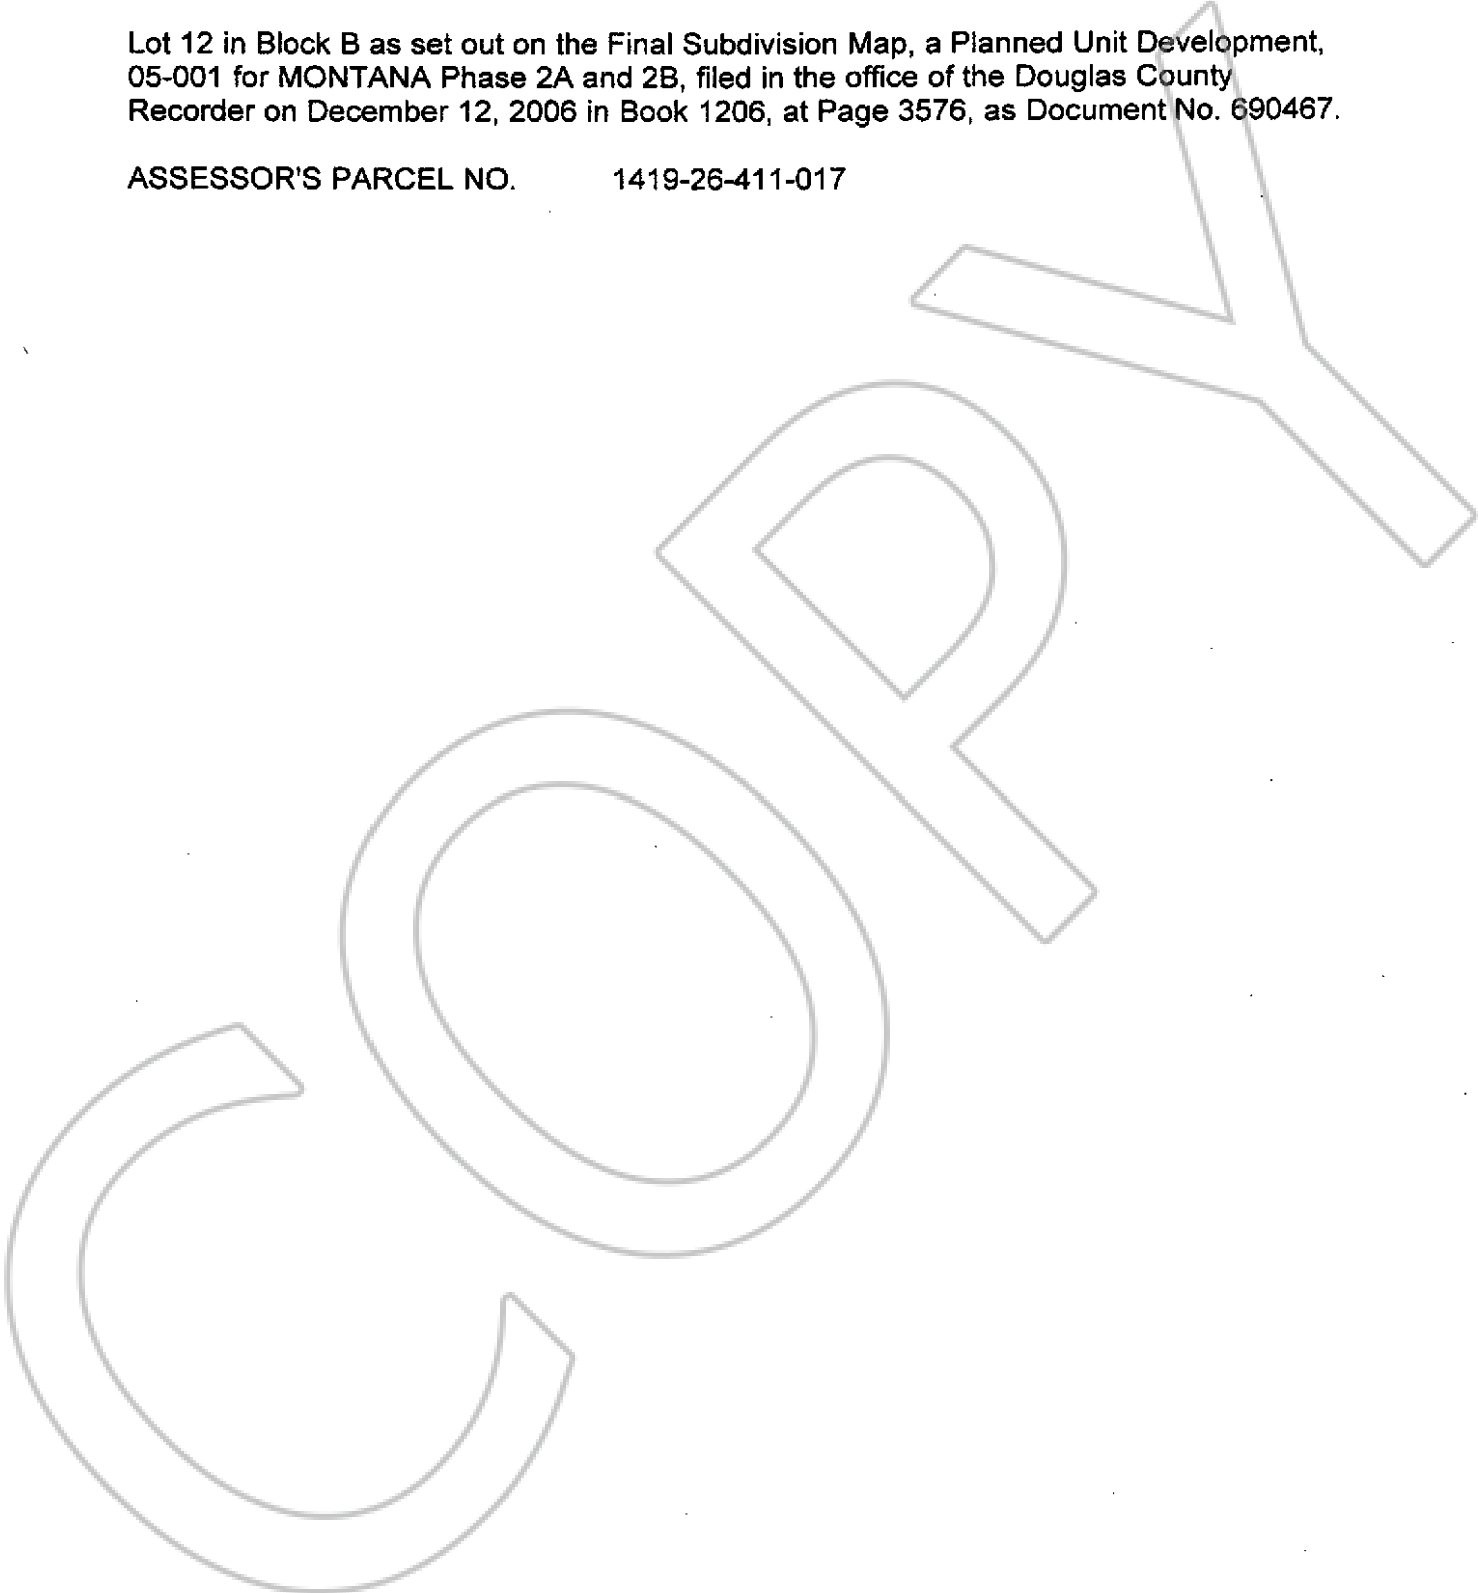 Lot 12 in Block B as set out on the Final Subdivision Map, a Planned Unit Development,
05-001 for MONTANA Phase 2A and 2B, filed in the office of the Douglas County
Recorder on December 12, 2006 in Book 1206, at Page 3576, as Document No. 690467.
ASSESSOR'S PARCEL NO. 1419-26-411-017
COPY